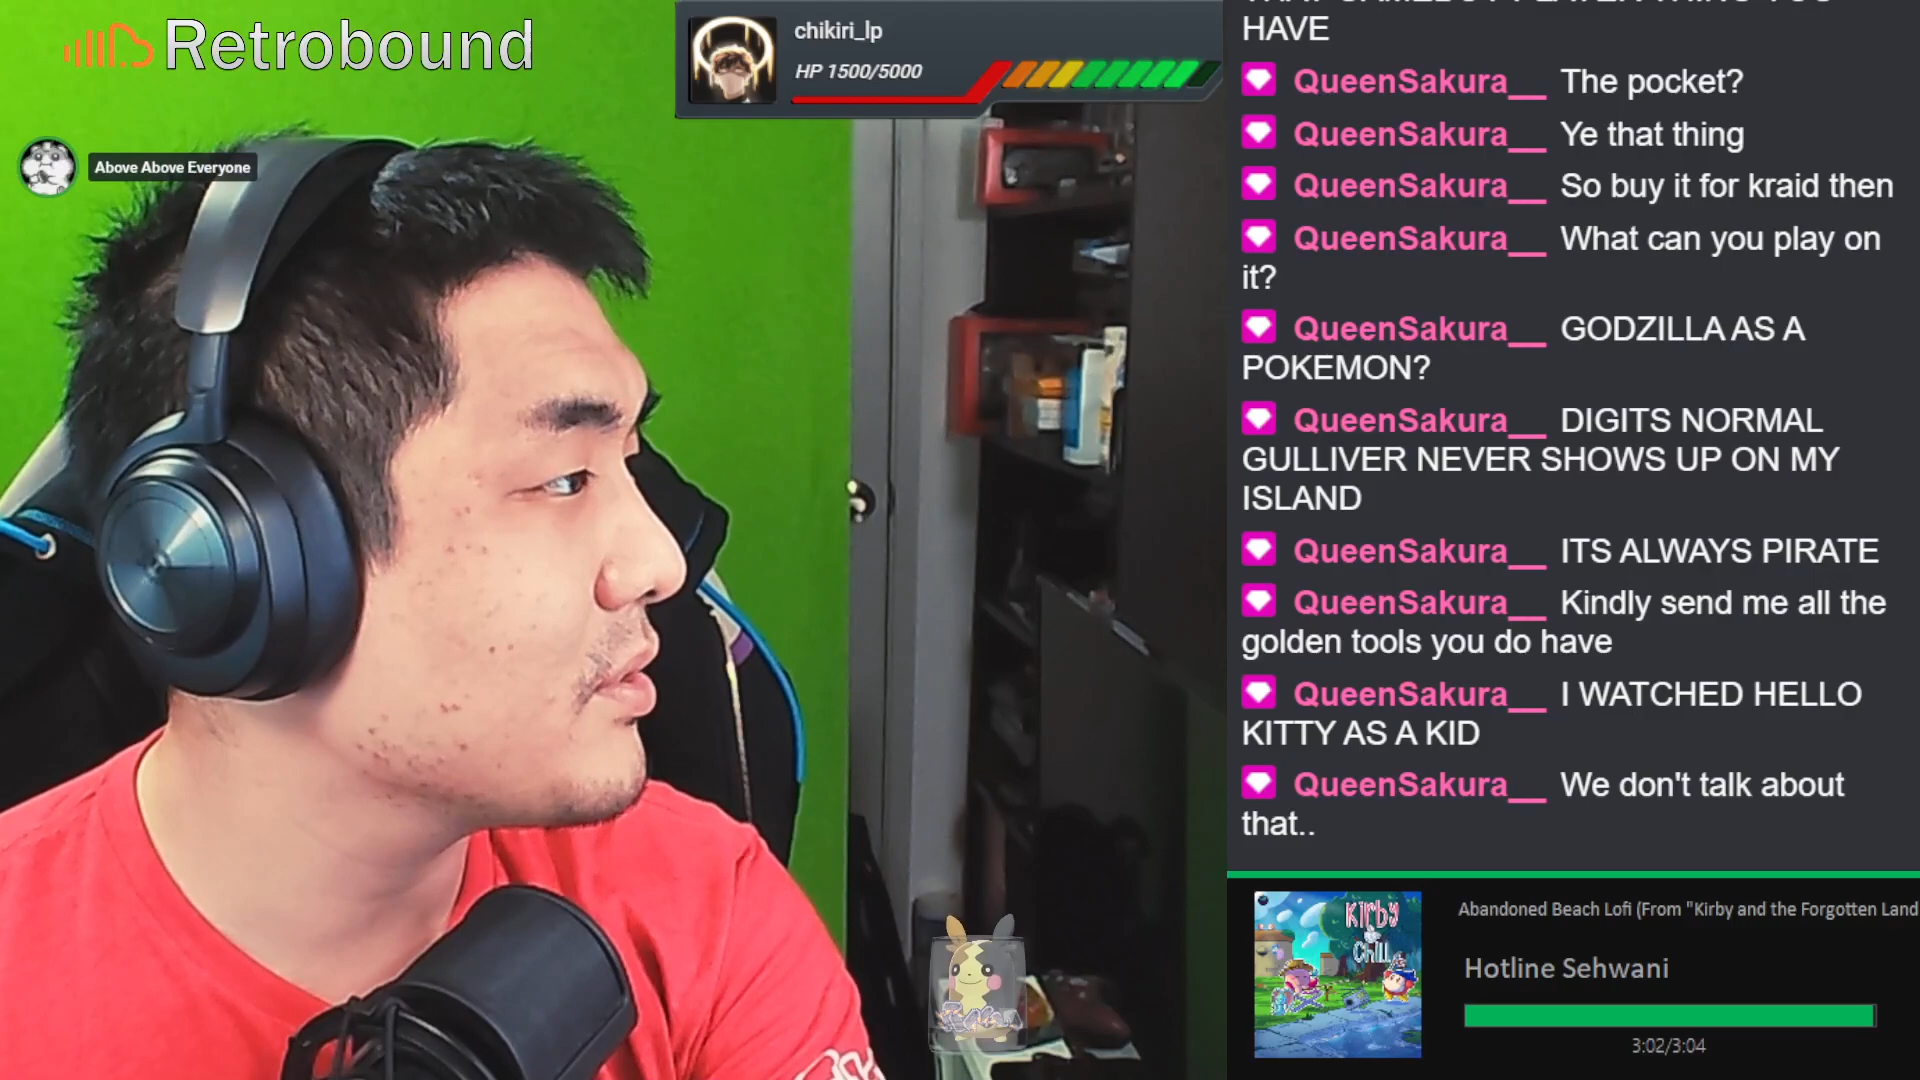 Retrobound
chikiri_lp
HP 1500/5000
Above Above Everyone
HAVE
QueenSakura__ The pocket?
QueenSakura__ Ye that thing
QueenSakura__ So buy it for kraid then
QueenSakura__ What can you play on
it?
QueenSakura__ GODZILLA AS A
POKEMON?
QueenSakura__ DIGITS NORMAL
GULLIVER NEVER SHOWS UP ON MY
ISLAND
QueenSakura__ ITS ALWAYS PIRATE
QueenSakura__ Kindly send me all the
golden tools you do have
QueenSakura__ I WATCHED HELLO
KITTY AS A KID
QueenSakura__ We don't talk about
that..
Kirby
&
Chill
Abandoned Beach Lofi (From "Kirby and the Forgotten Land
Hotline Sehwani
3:02/3:04